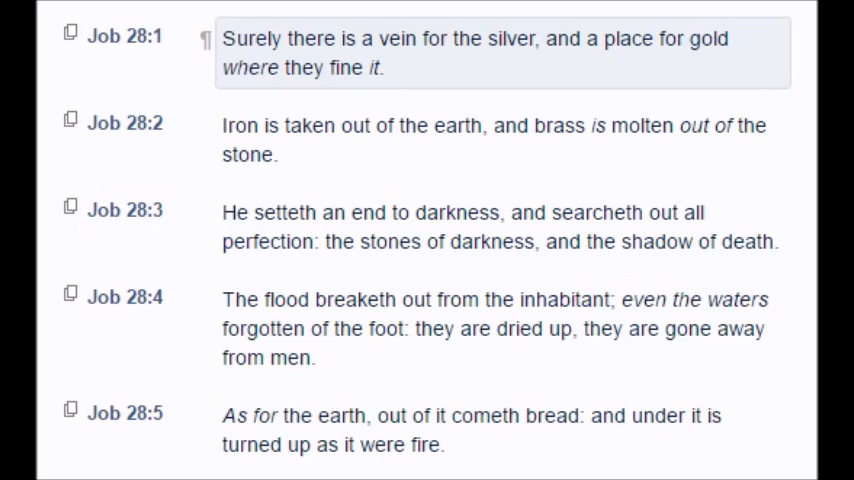 Job 28:1 ¶ Surely there is a vein for the silver, and a place for gold
where they fine it.
Job 28:2 Iron is taken out of the earth, and brass is molten out of the
stone.
Job 28:3 He setteth an end to darkness, and searcheth out all
perfection: the stones of darkness, and the shadow of death.
Job 28:4 The flood breaketh out from the inhabitant; even the waters
forgotten of the foot: they are dried up, they are gone away
from men.
Job 28:5 As for the earth, out of it cometh bread: and under it is
turned up as it were fire.